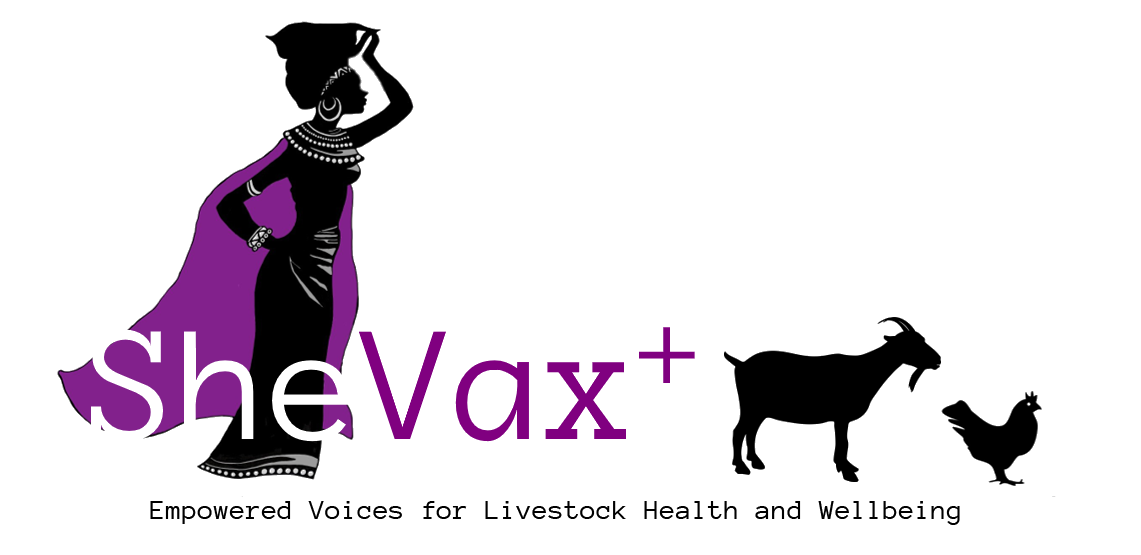 SheVax+
Empowered Voices for Livestock Health and Wellbeing